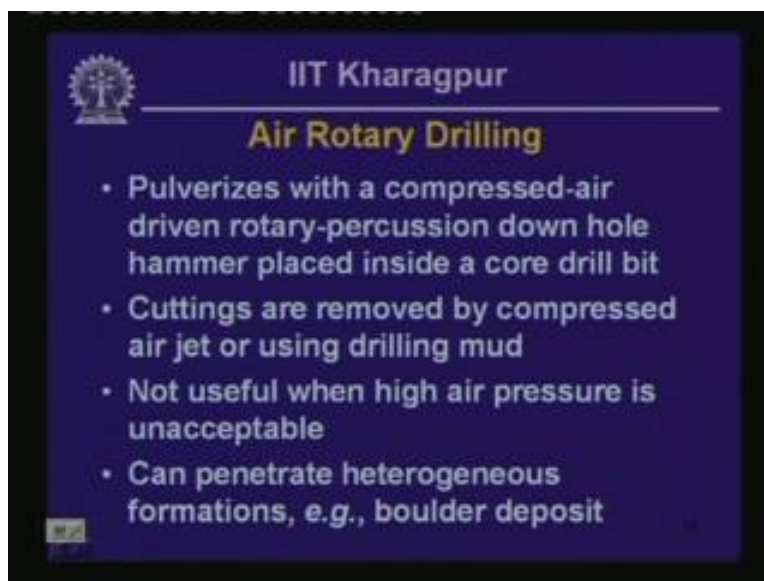 IIT Kharagpur
Air Rotary Drilling
• Pulverizes with a compressed-air
driven rotary-percussion down hole
hammer placed inside a core drill bit
• Cuttings are removed by compressed
air jet or using drilling mud
• Not useful when high air pressure is
unacceptable
• Can penetrate heterogeneous
formations, e.g., boulder deposit